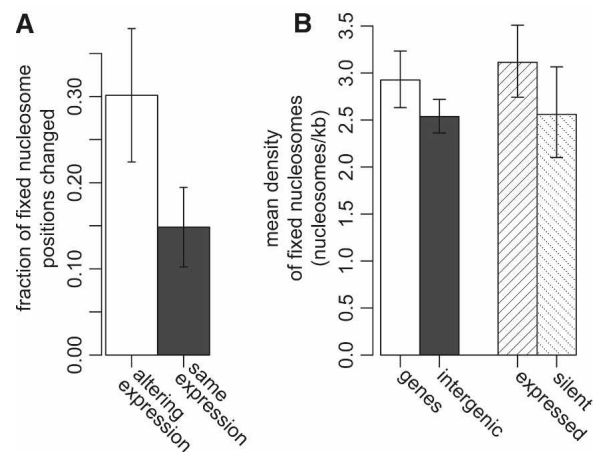 A
fraction of fixed nucleosome
positions changed
0.00
0.10
0.20
0.30
altering
expression
same
expression
B
mean density
of fixed nucleosomes
(nucleosomes/kb)
0.0
0.5
1.0
1.5
2.0
2.5
3.0
3.5
genes
intergenic
expressed
silent